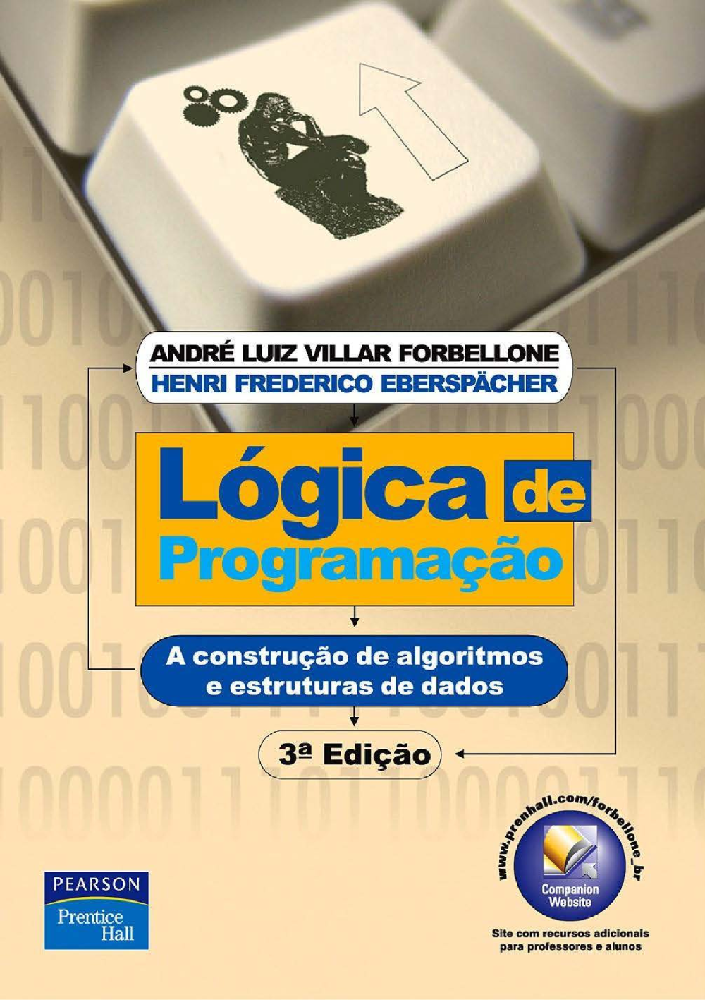 ANDRÉ LUIZ VILLAR FORBELLONE
HENRI FREDERICO EBERSPÄCHER
Lógica de
Programação
A construção de algoritmos
e estruturas de dados
3ª Edição
www.prenhall.com/forbellone_br
Companion
Website
Site com recursos adicionais
para professores e alunos
PEARSON
Prentice
Hall